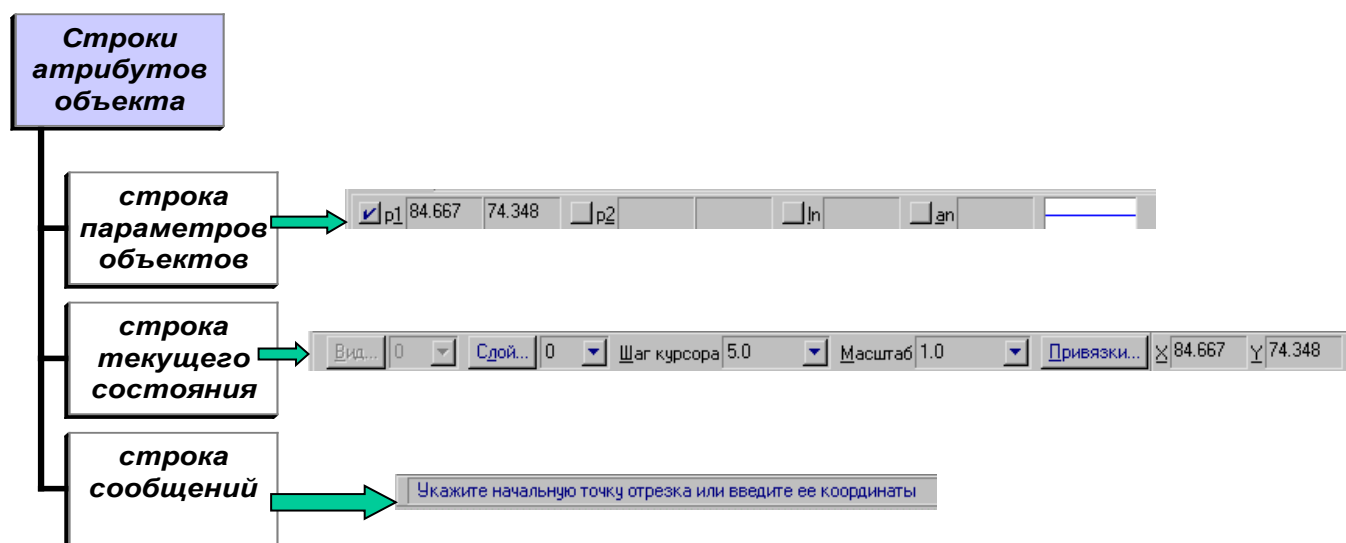 Строки
атрибутов
объекта
строка
параметров
объектов
p1 84.667 74.348 p2 ln an
строка
текущего
состояния
Вид... 0 Слой... 0 Шаг курсора 5.0 Масштаб 1.0 Привязки... X 84.667 Y 74.348
строка
сообщений
Укажите начальную точку отрезка или введите ее координаты